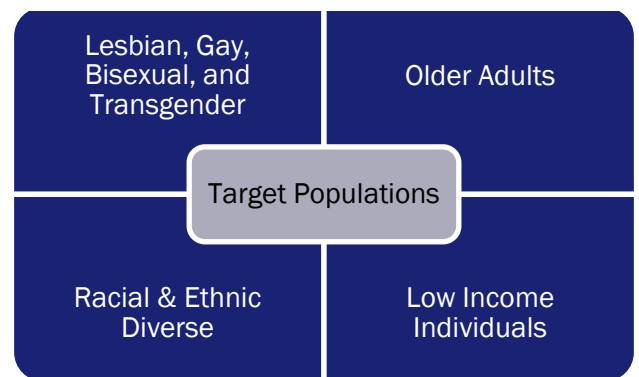 Lesbian, Gay,
Bisexual, and
Transgender
Older Adults
Target Populations
Racial & Ethnic
Diverse
Low Income
Individuals